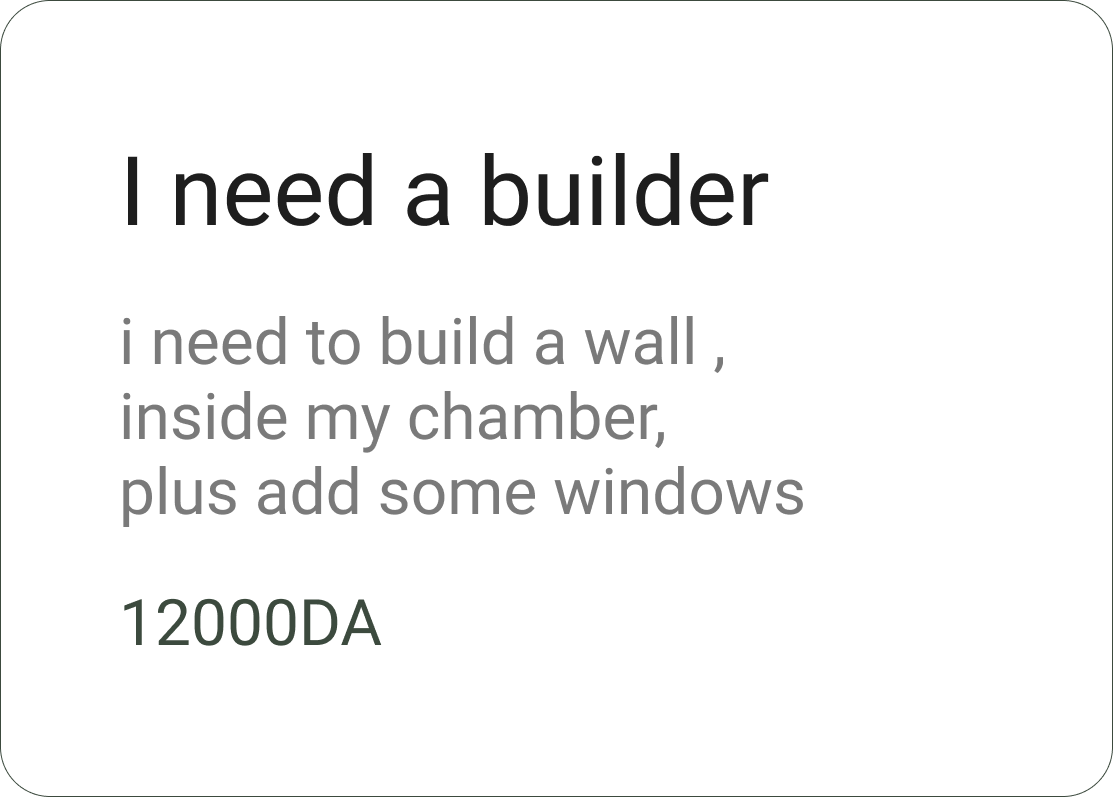 I need a builder
i need to build a wall ,
inside my chamber,
plus add some windows
12000DA